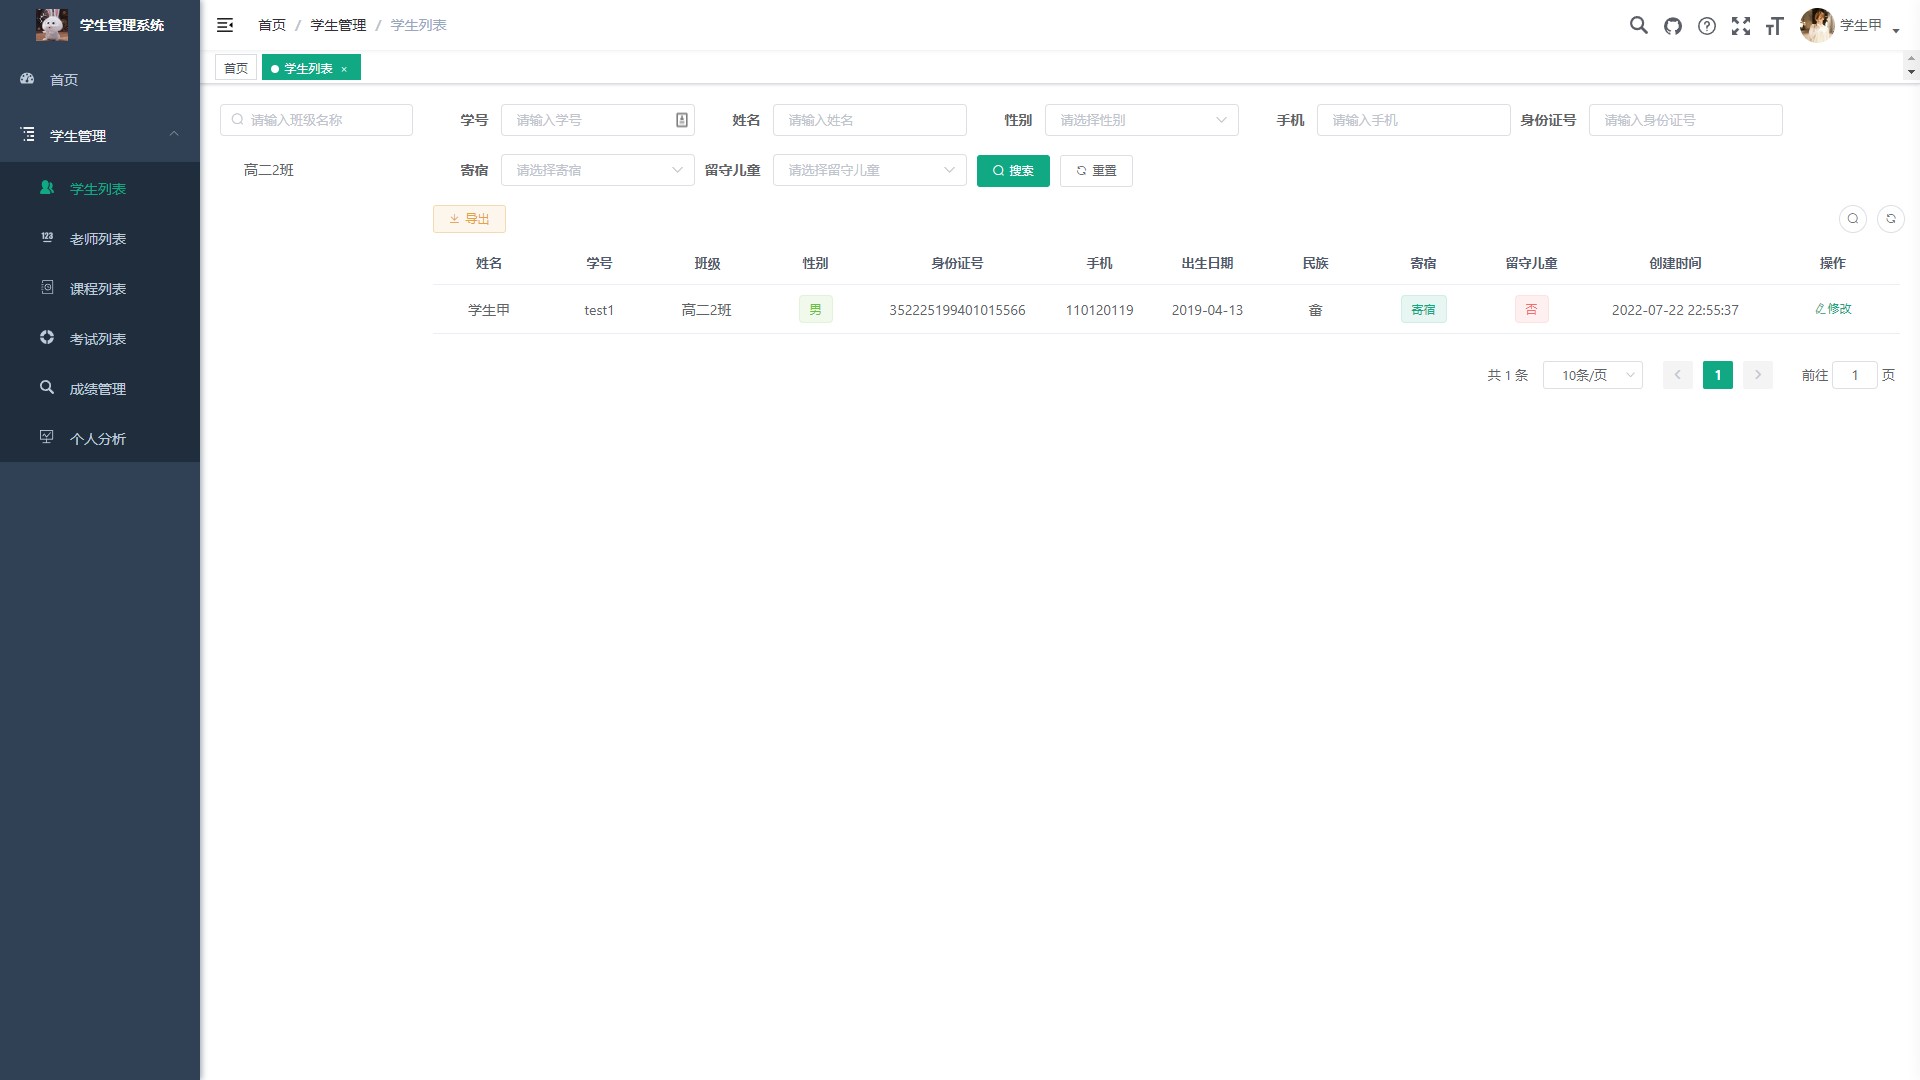 学生管理系统
首页
学生管理
学生列表
老师列表
123
课程列表
考试列表
成绩管理
个人分析
首页 / 学生管理 / 学生列表
学生甲
首页
学生列表 ×
请输入班级名称
学号 请输入学号
姓名 请输入姓名
性别 请选择性别
手机 请输入手机
身份证号 请输入身份证号
高二2班
寄宿 请选择寄宿
留守儿童 请选择留守儿童
搜索
重置
导出
姓名 学号 班级 性别 身份证号 手机 出生日期 民族 寄宿 留守儿童 创建时间 操作
学生甲 test1 高二2班 男 352225199401015566 110120119 2019-04-13 畲 寄宿 否 2022-07-22 22:55:37 修改
共 1 条 10条/页 1 前往 1 页